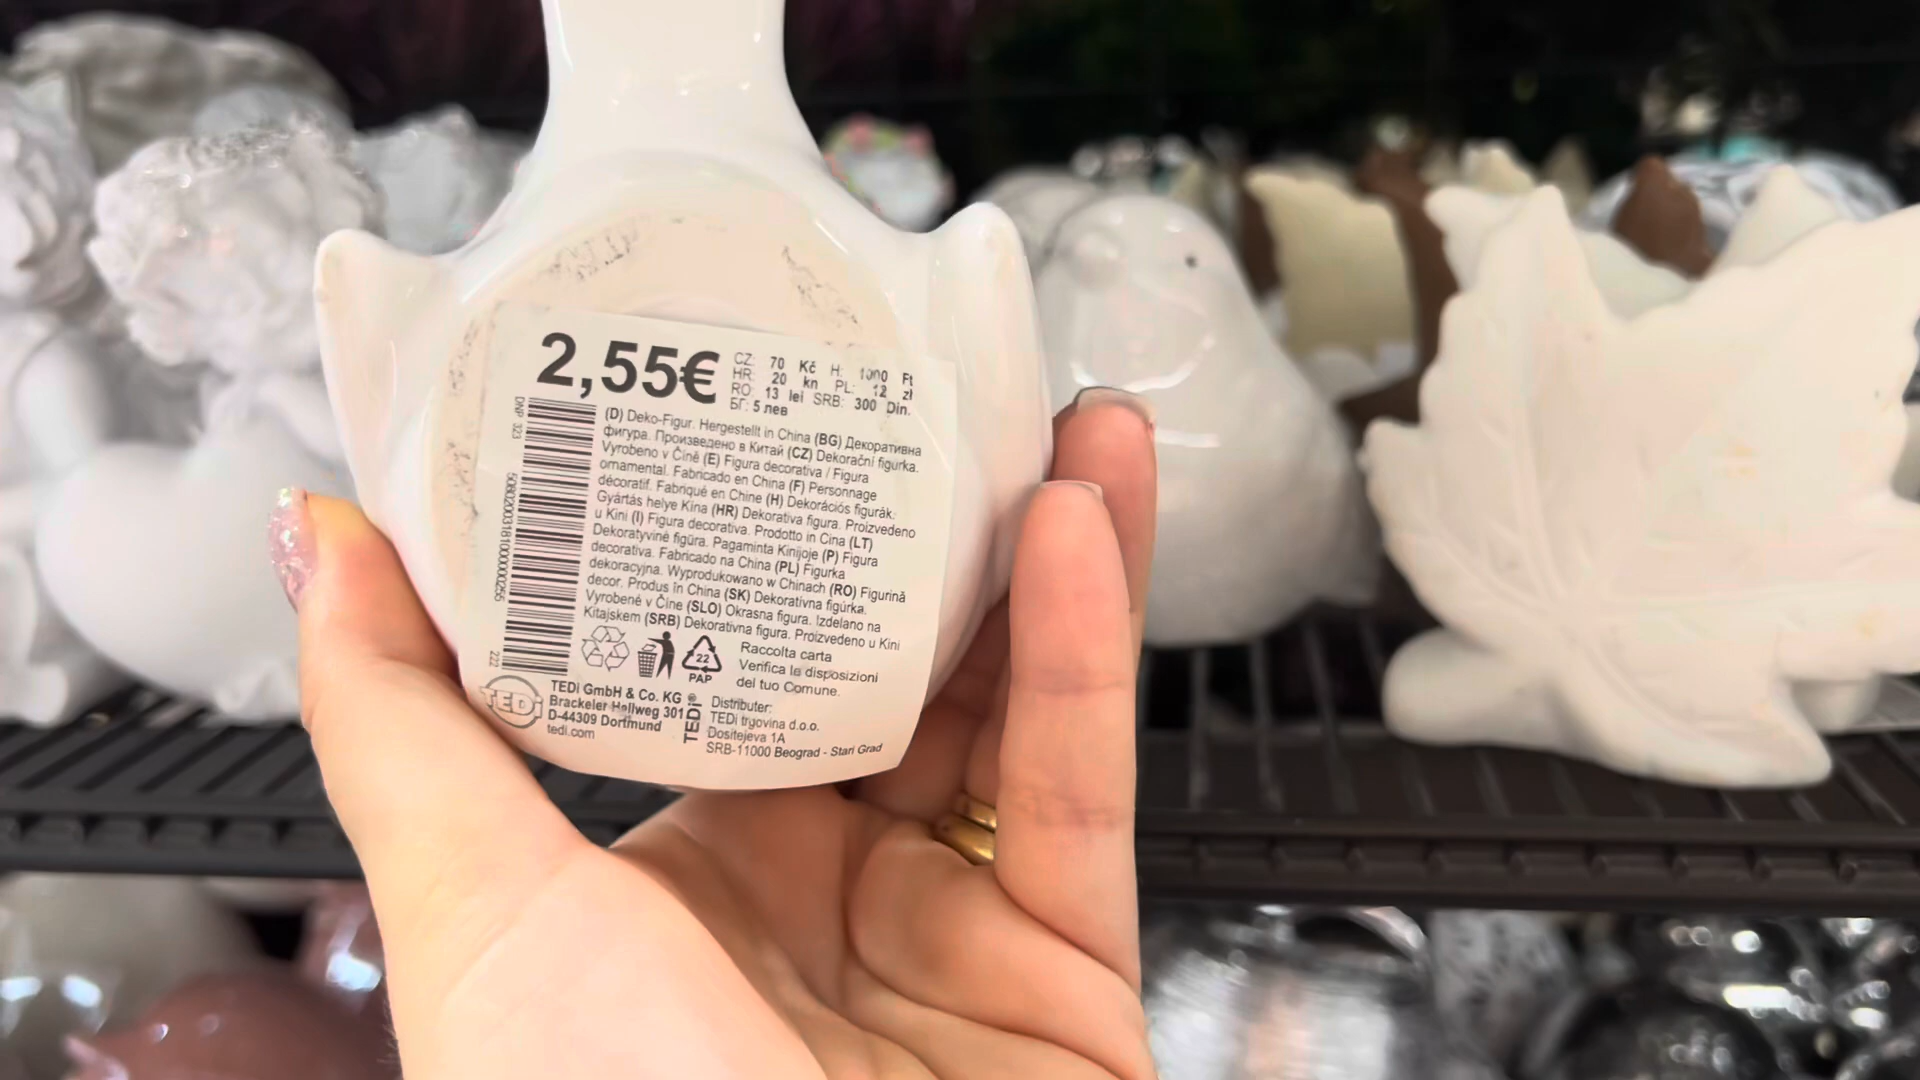 2,55€
CZ: 70 Kč H: 1000 Ft
HR: 20 kn PL: 12 zł
RO: 13 lei SRB: 300 Din.
БГ: 5 лев
DNP 323
222
(D) Deko-Figur. Hergestellt in China (BG) Декоративна
фигура. Произведено в Китай (CZ) Dekorační figurka.
Vyrobeno v Číně (E) Figura decorativa / Figura
ornamental. Fabricado en China (F) Personnage
décoratif. Fabriqué en Chine (H) Dekorációs figurák.
Gyártás helye Kína (HR) Dekorativa figura. Proizvedeno
u Kini (I) Figura decorativa. Prodotto in Cina (LT)
Dekoratyvinė figūra. Pagaminta Kinijoje (P) Figura
decorativa. Fabricado na China (PL) Figurka
dekoracyjna. Wyprodukowano w Chinach (RO) Figurină
decor. Produs în China (SK) Dekoratívna figúrka.
Vyrobené v Číne (SLO) Okrasna figura. Izdelano na
Kitajskem (SRB) Dekorativna figura. Proizvedeno u Kini
22
PAP
Raccolta carta
Verifica le disposizioni
del tuo Comune.
TEDi
TEDi GmbH & Co. KG
Brackeler Hellweg 301
D-44309 Dortmund
tedi.com
TEDi®
Distributer:
TEDi trgovina d.o.o.
Dositejeva 1A
SRB-11000 Beograd - Stari Grad